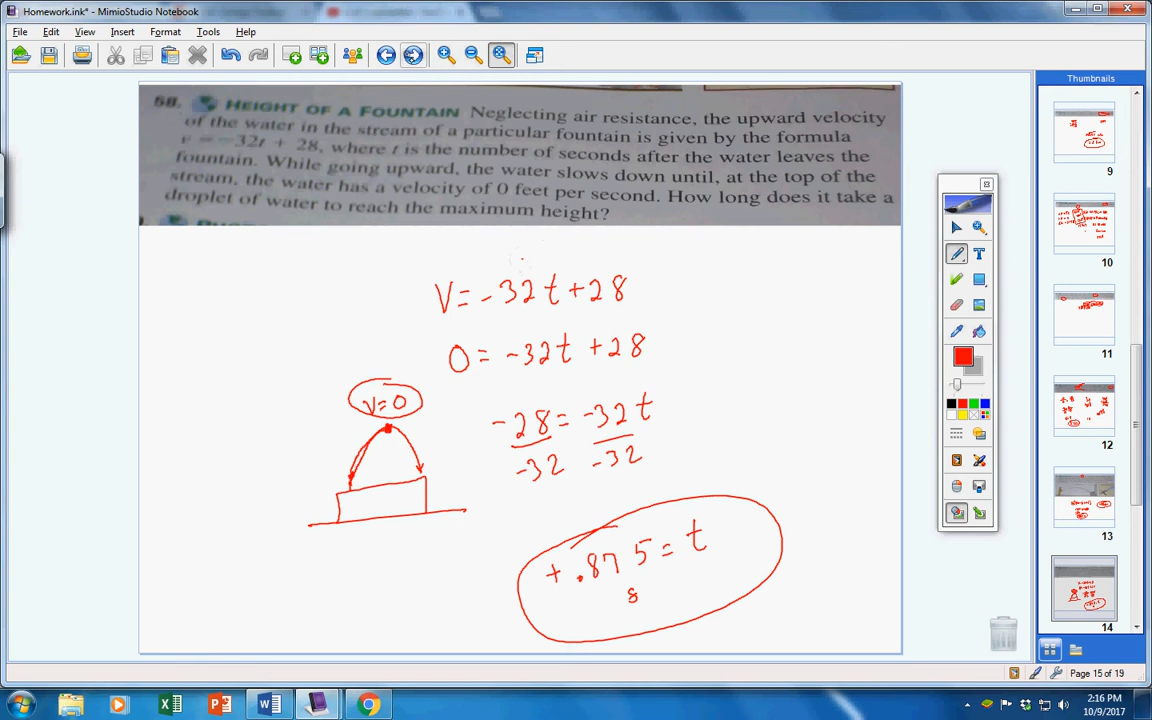 Homework.ink* - MimioStudio Notebook
File Edit View Insert Format Tools Help
58. HEIGHT OF A FOUNTAIN Neglecting air resistance, the upward velocity
of the water in the stream of a particular fountain is given by the formula
v = -32t + 28, where t is the number of seconds after the water leaves the
fountain. While going upward, the water slows down until, at the top of the
stream, the water has a velocity of 0 feet per second. How long does it take a
droplet of water to reach the maximum height?
V = -32t + 28
0 = -32t + 28
v=0
-28 = -32t
-32 -32
+ .875 = t
8
Thumbnails
9
10
11
12
13
14
Page 15 of 19
2:16 PM
10/9/2017